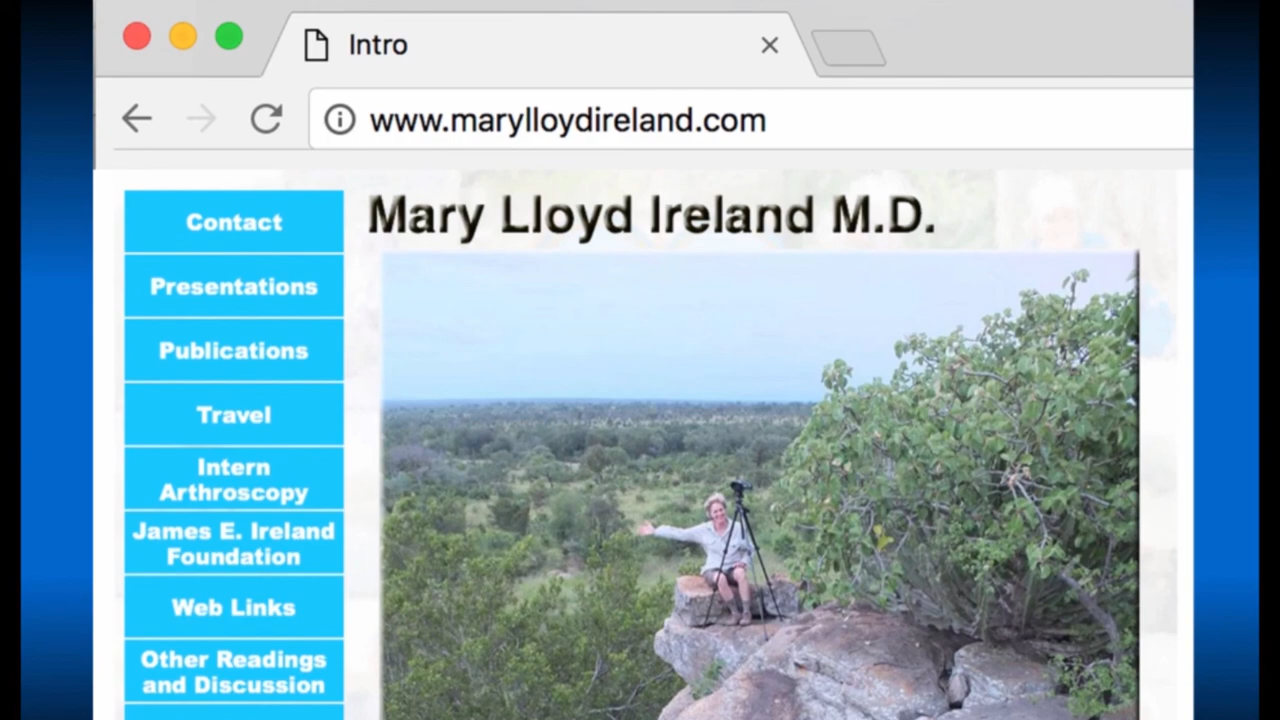 Intro
www.marylloydireland.com
Mary Lloyd Ireland M.D.
Contact
Presentations
Publications
Travel
Intern
Arthroscopy
James E. Ireland
Foundation
Web Links
Other Readings
and Discussion